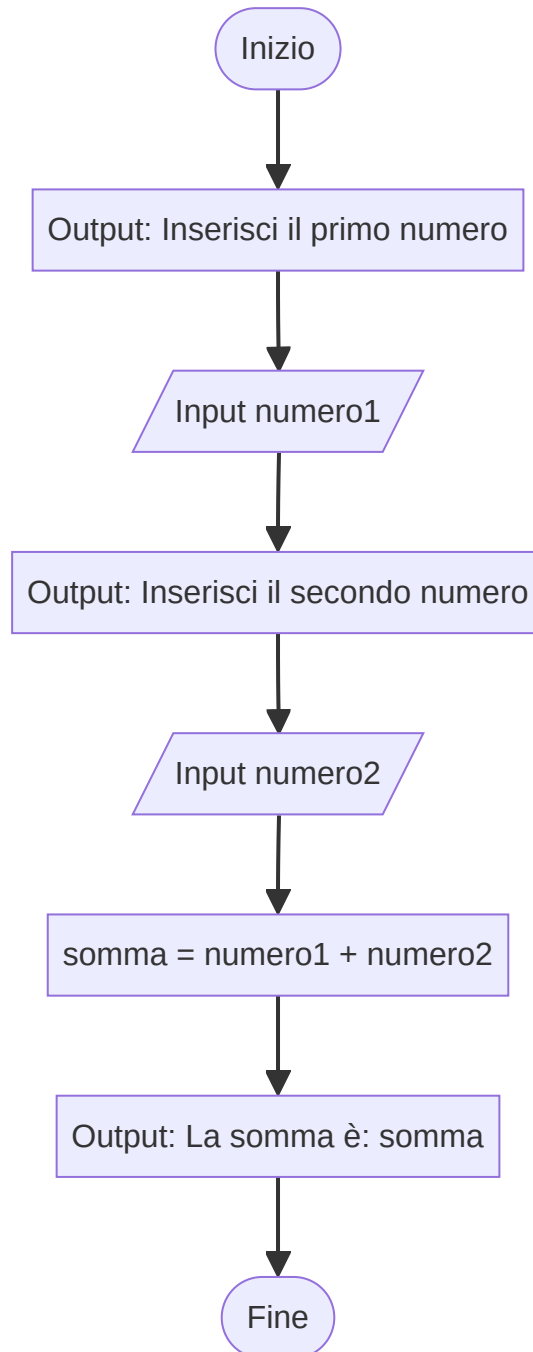 Inizio
Output: Inserisci il primo numero
Input numero1
Output: Inserisci il secondo numero
Input numero2
somma = numero1 + numero2
Output: La somma è: somma
Fine